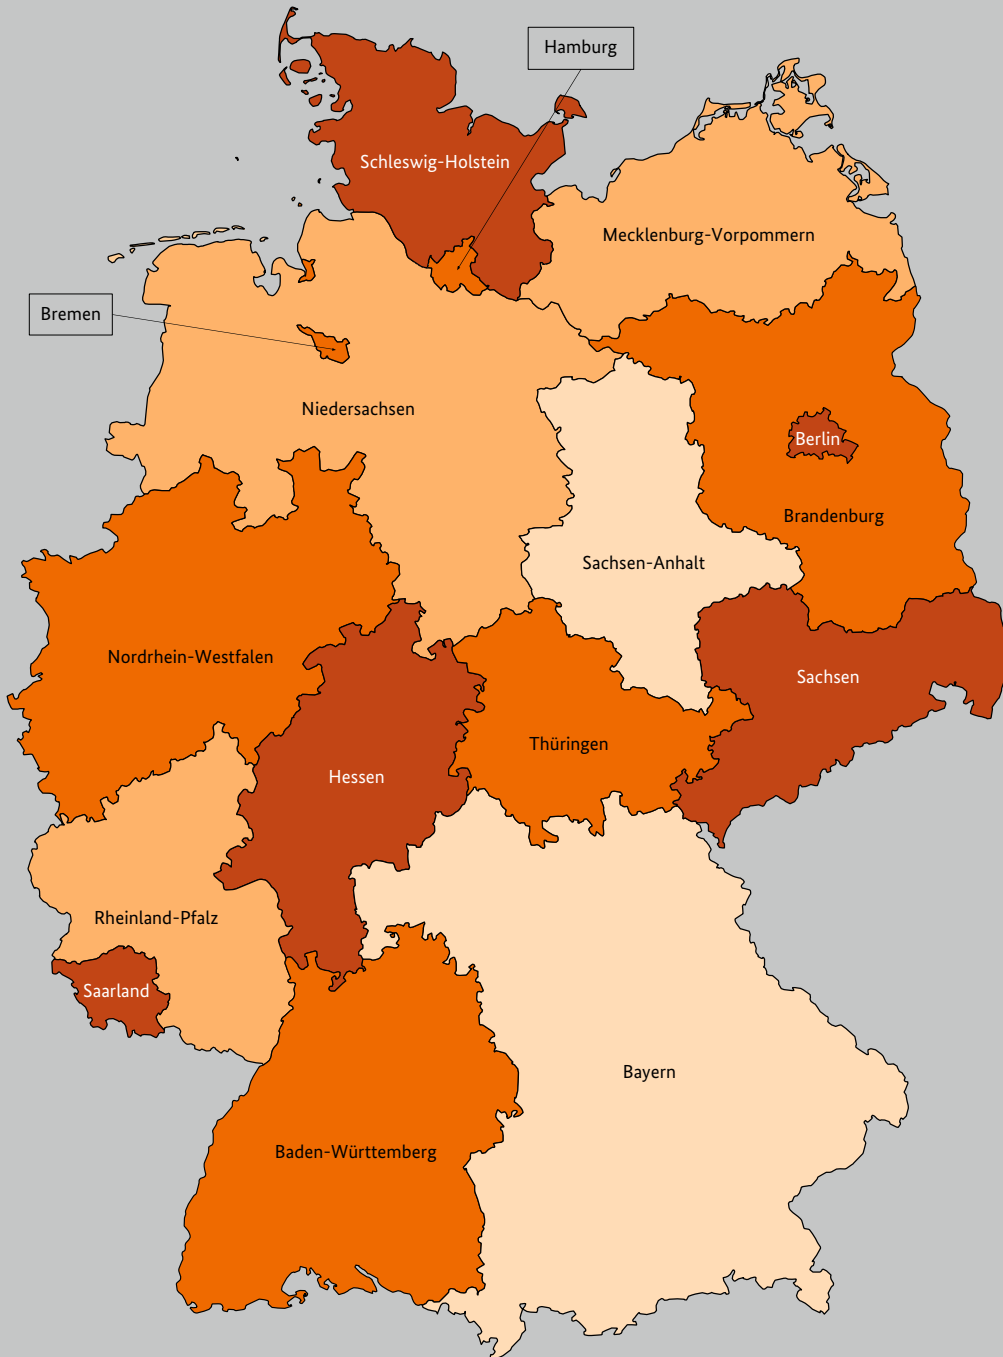 Hamburg
Schleswig-Holstein
Mecklenburg-Vorpommern
Bremen
Niedersachsen
Berlin
Brandenburg
Sachsen-Anhalt
Nordrhein-Westfalen
Sachsen
Thüringen
Hessen
Rheinland-Pfalz
Saarland
Bayern
Baden-Württemberg